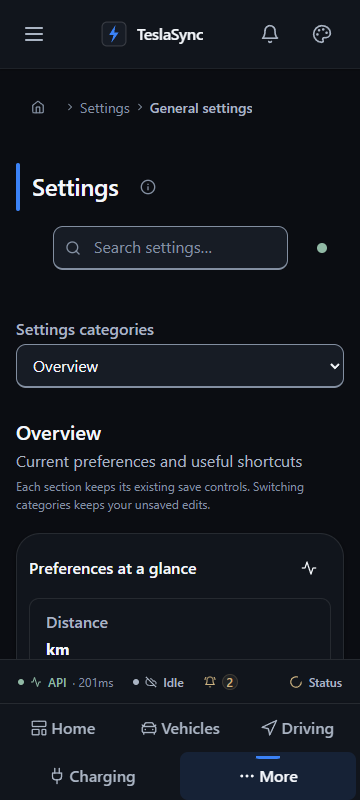 TeslaSync
Settings > General settings
Settings
Search settings...
Settings categories
Overview
Overview
Current preferences and useful shortcuts
Each section keeps its existing save controls. Switching
categories keeps your unsaved edits.
Preferences at a glance
Distance
km
API · 201ms Idle 2 Status
Home Vehicles Driving
Charging More